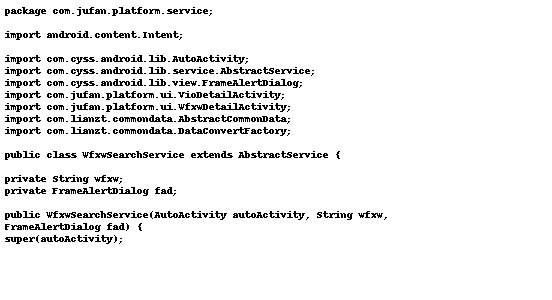 package com.jufan.platform.service;

import android.content.Intent;

import com.cyss.android.lib.AutoActivity;
import com.cyss.android.lib.service.AbstractService;
import com.cyss.android.lib.view.FrameAlertDialog;
import com.jufan.platform.ui.VioDetailActivity;
import com.jufan.platform.ui.WfxwDetailActivity;
import com.lianzt.commondata.AbstractCommonData;
import com.lianzt.commondata.DataConvertFactory;

public class WfxwSearchService extends AbstractService {

private String wfxw;
private FrameAlertDialog fad;

public WfxwSearchService(AutoActivity autoActivity, String wfxw,
FrameAlertDialog fad) {
super(autoActivity);